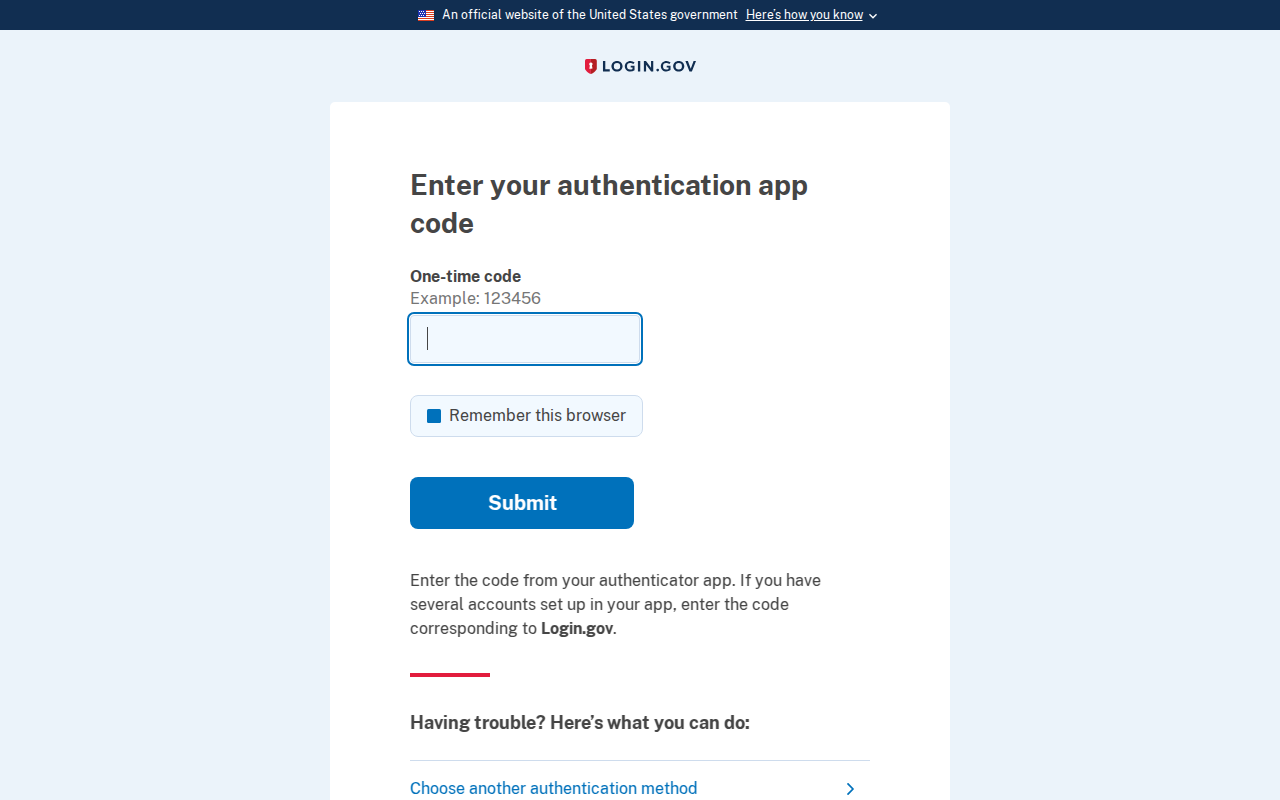 An official website of the United States government Here’s how you know
LOGIN.GOV
Enter your authentication app
code
One-time code
Example: 123456
Remember this browser
Submit
Enter the code from your authenticator app. If you have
several accounts set up in your app, enter the code
corresponding to Login.gov.
Having trouble? Here’s what you can do:
Choose another authentication method